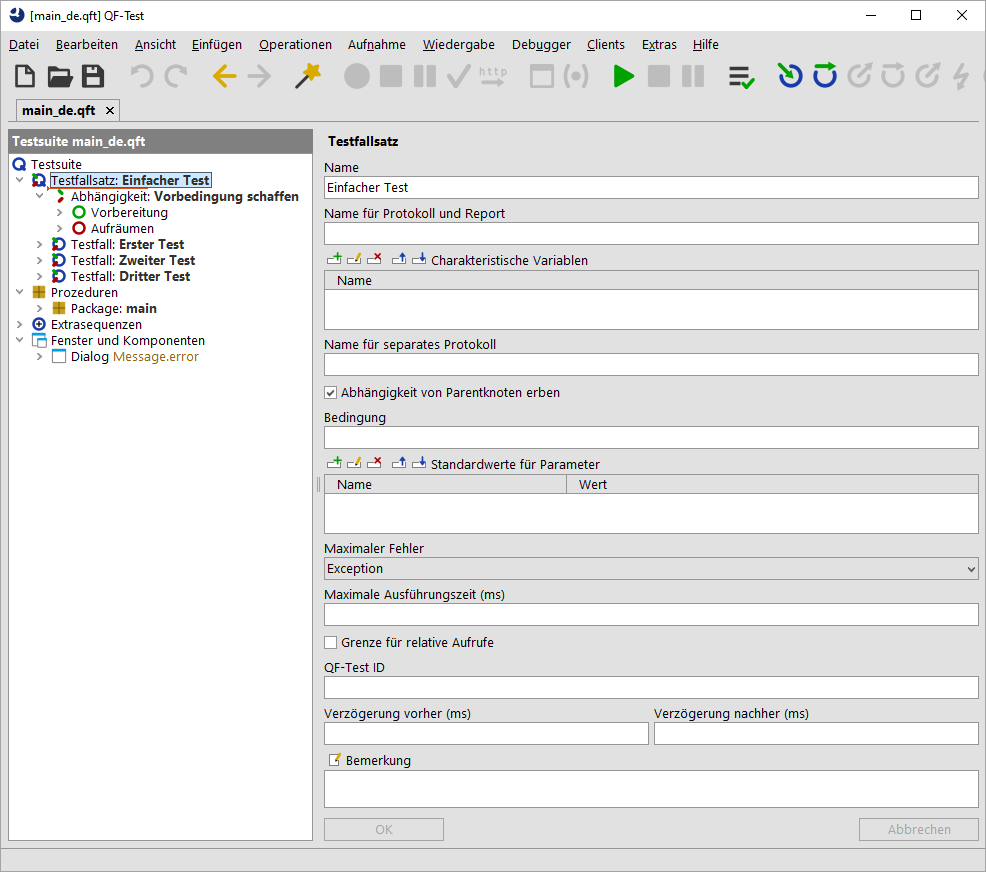 [main_de.qft] QF-Test
Datei Bearbeiten Ansicht Einfügen Operationen Aufnahme Wiedergabe Debugger Clients Extras Hilfe
http
main_de.qft
Testsuite main_de.qft
Testsuite
Testfallsatz: Einfacher Test
Abhängigkeit: Vorbedingung schaffen
Vorbereitung
Aufräumen
Testfall: Erster Test
Testfall: Zweiter Test
Testfall: Dritter Test
Prozeduren
Package: main
Extrasequenzen
Fenster und Komponenten
Dialog Message.error
Testfallsatz
Name
Einfacher Test
Name für Protokoll und Report
Charakteristische Variablen
Name
Name für separates Protokoll
Abhängigkeit von Parentknoten erben
Bedingung
Standardwerte für Parameter
Name Wert
Maximaler Fehler
Exception
Maximale Ausführungszeit (ms)
Grenze für relative Aufrufe
QF-Test ID
Verzögerung vorher (ms) Verzögerung nachher (ms)
Bemerkung
OK Abbrechen